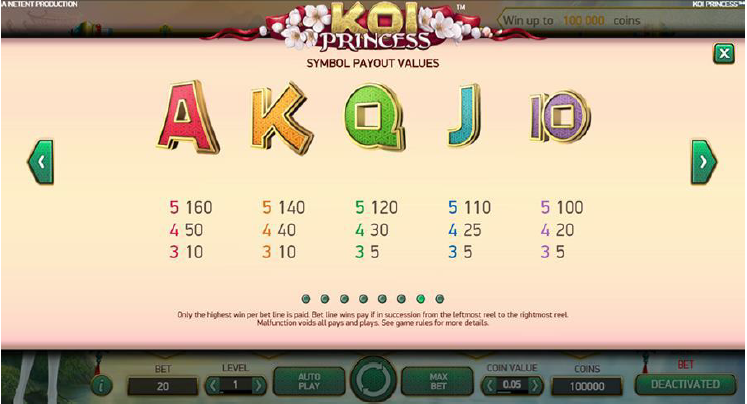 A NETENT PRODUCTION
KOI PRINCESS™
KOI™
PRINCESS
Win up to 100 000 coins
SYMBOL PAYOUT VALUES
A K Q J 10
5 160 5 140 5 120 5 110 5 100
4 50 4 40 4 30 4 25 4 20
3 10 3 10 3 5 3 5 3 5
Only the highest win per bet line is paid. Bet line wins pay if in succession from the leftmost reel to the rightmost reel.
Malfunction voids all pays and plays. See game rules for more details.
BET LEVEL COIN VALUE COINS BET
i 20 1 AUTO PLAY MAX BET 0.05 100000 DEACTIVATED